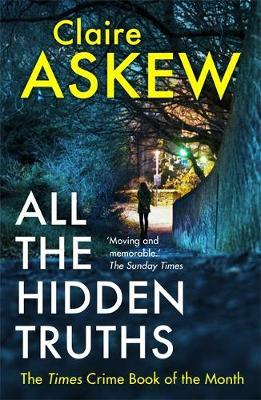 Claire
ASKEW
ALL
THE
HIDDEN
TRUTHS
‘Moving and
memorable.’
The Sunday Times
The Times Crime Book of the Month